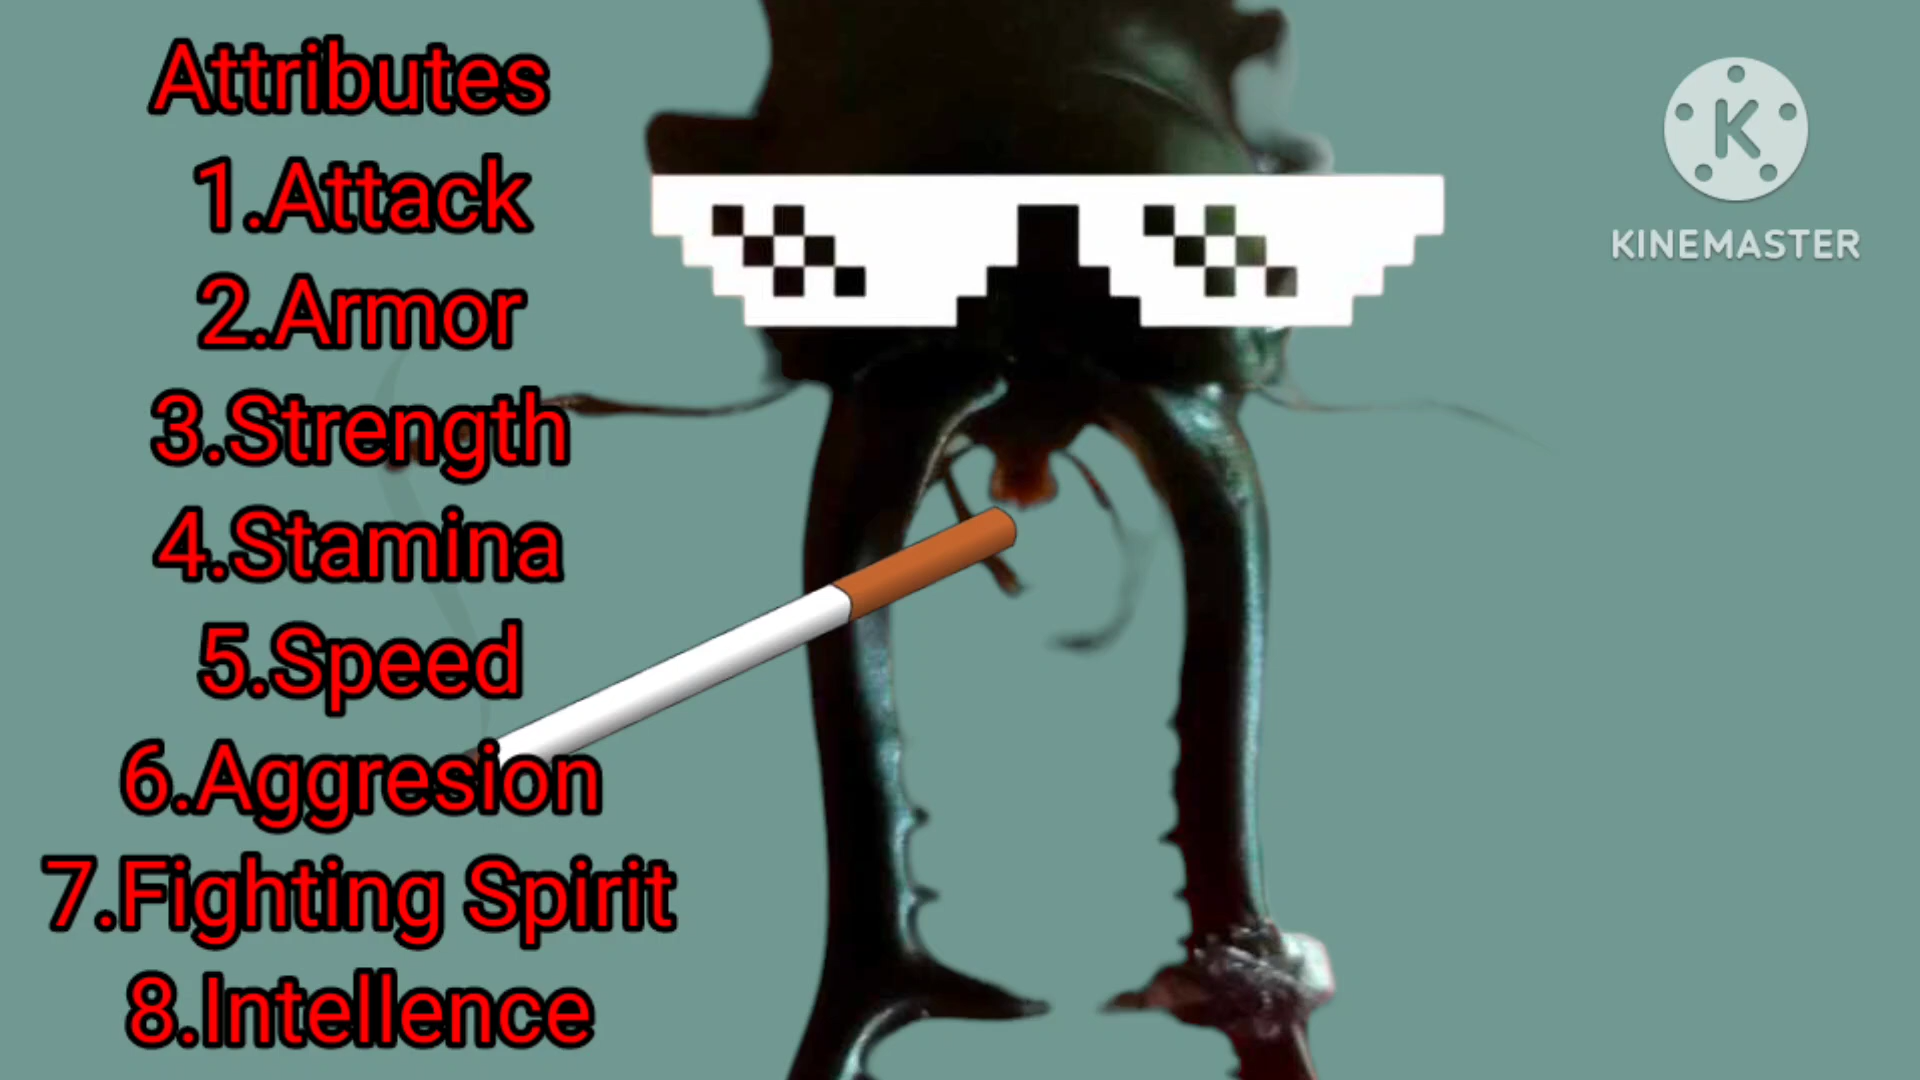 Attributes
1.Attack
2.Armor
3.Strength
4.Stamina
5.Speed
6.Aggresion
7.Fighting Spirit
8.Intellence
K
KINEMASTER